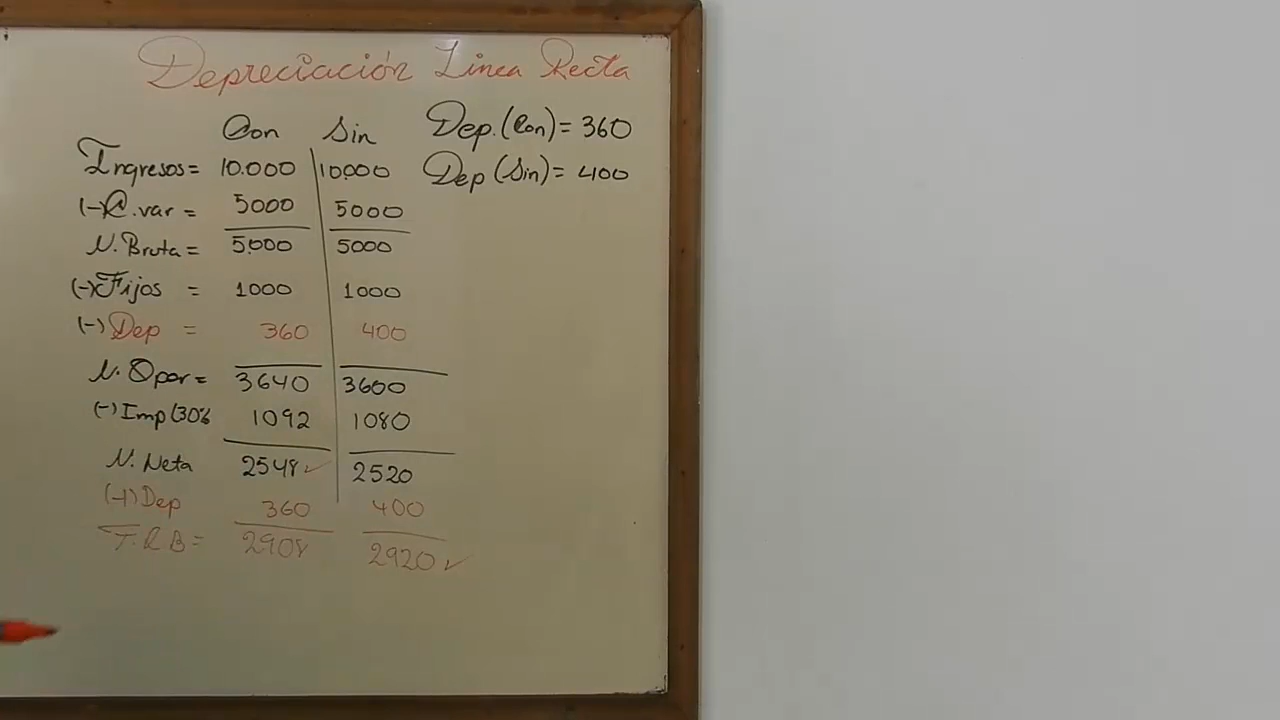 Depreciación Linea Recta
Con Sin Dep. (Con) = 360
Ingresos = 10.000 10.000 Dep (Sin) = 400
(-) C. var = 5000 5000
U. Bruta = 5.000 5000
(-) Fijos = 1000 1000
(-) Dep = 360 400
U. Oper = 3640 3600
(-) Imp (30% 1092 1080
U. Neta 2548 ✓ 2520
(+) Dep 360 400
F. C. B = 2908 2920 ✓